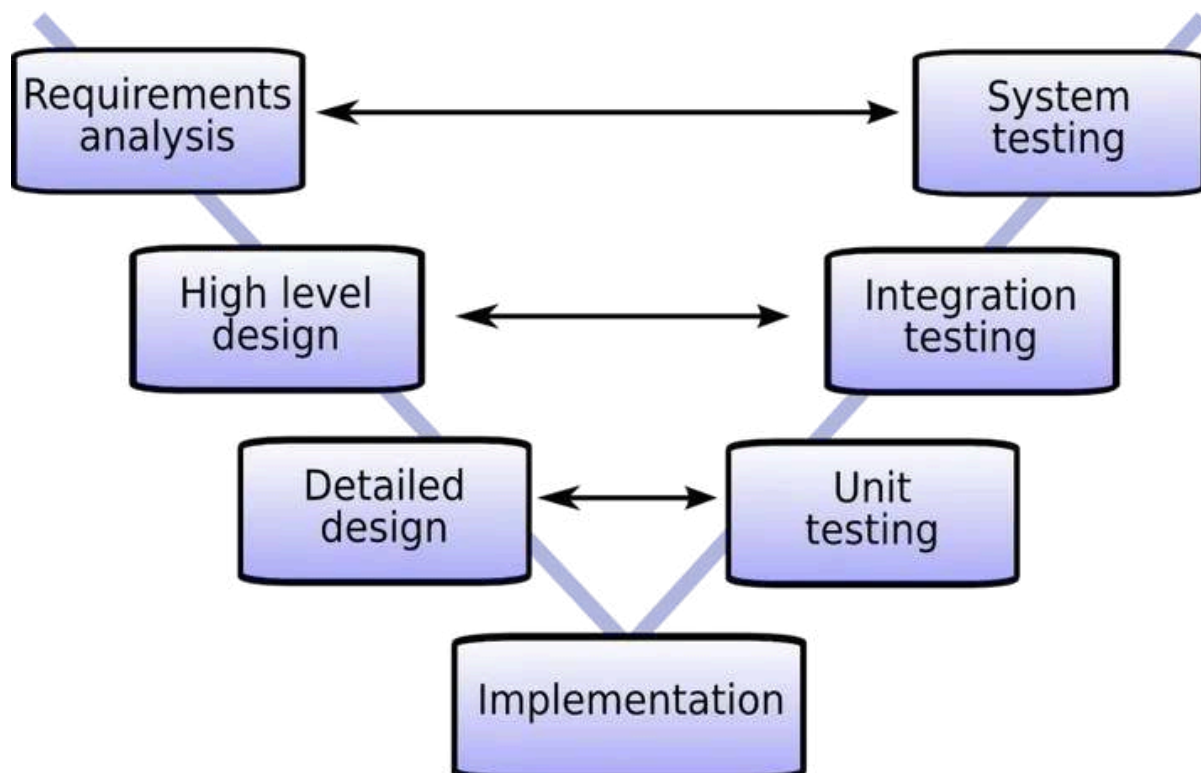 Requirements
analysis
System
testing
High level
design
Integration
testing
Detailed
design
Unit
testing
Implementation